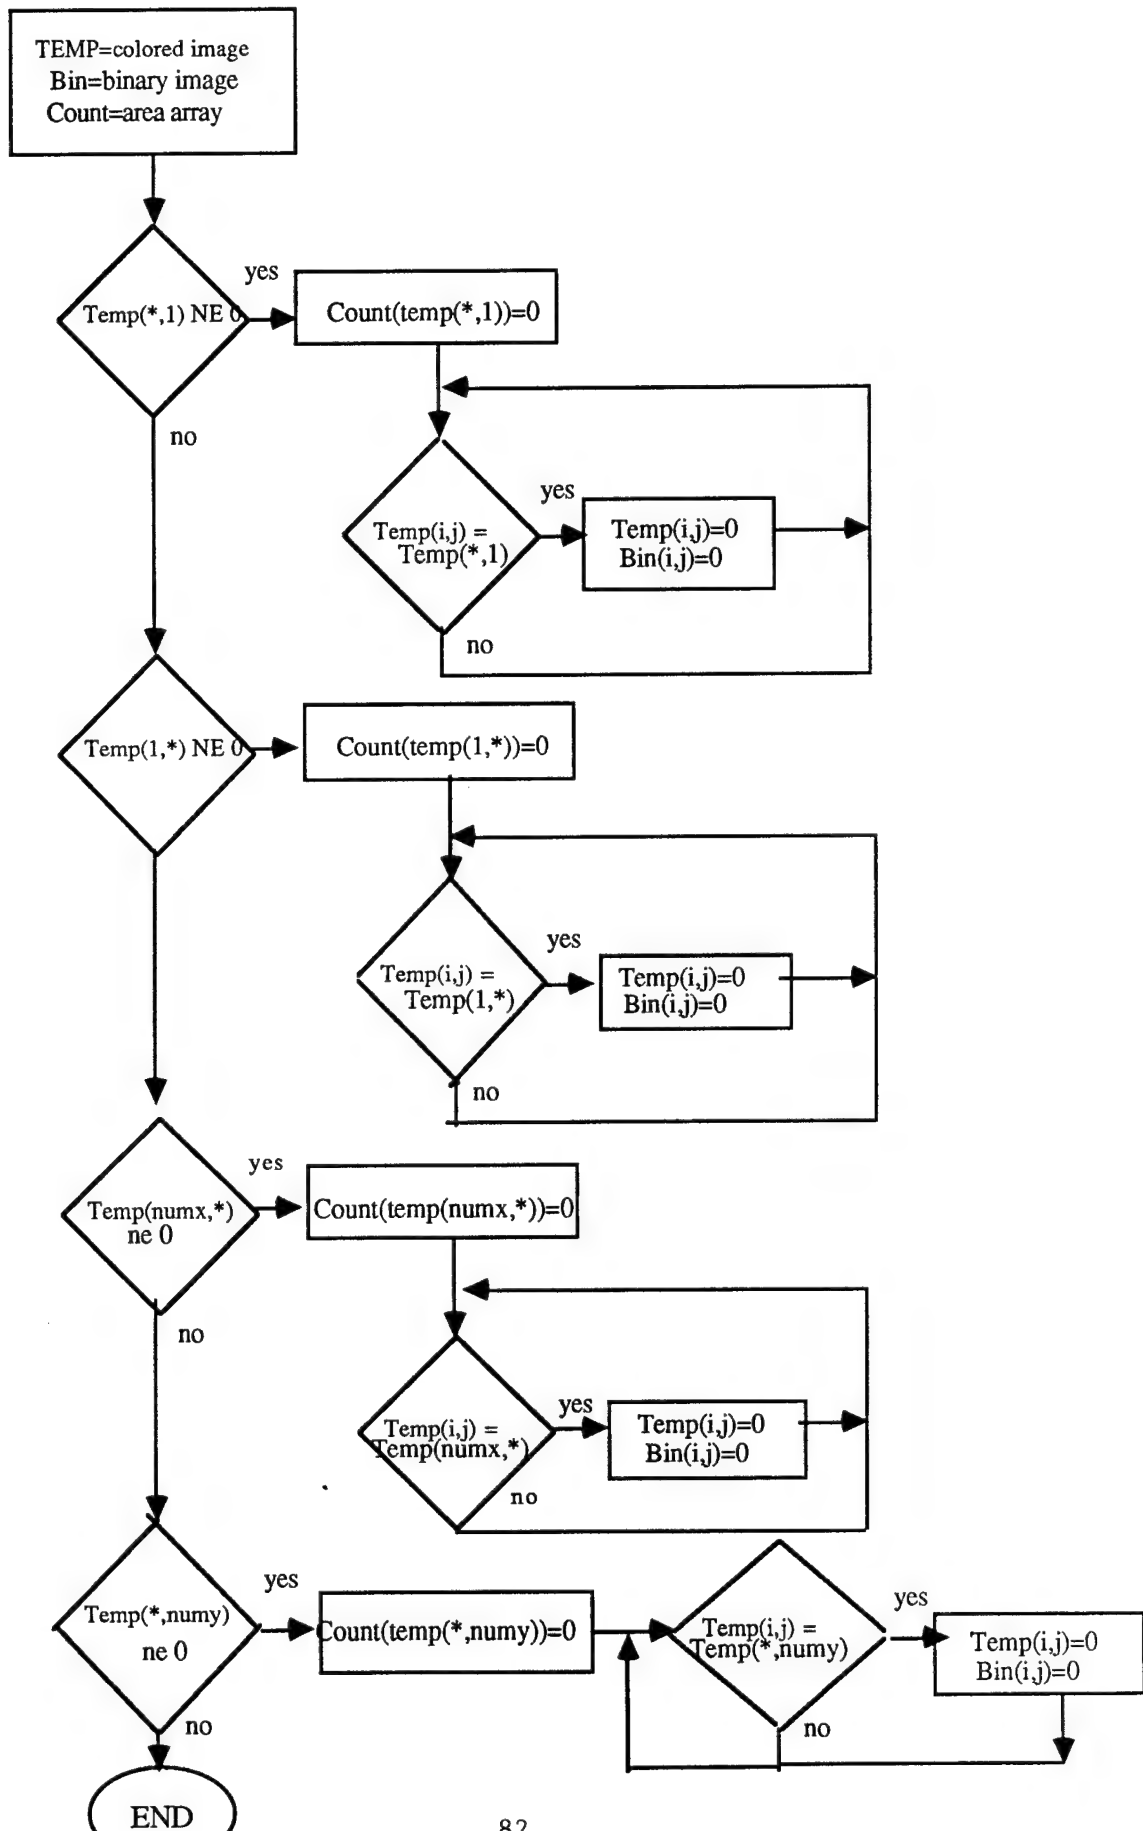 TEMP=colored image
Bin=binary image
Count=area array
yes
Temp(*,1) NE 0
Count(temp(*,1))=0
no
yes
Temp(i,j) =
Temp(*,1)
Temp(i,j)=0
Bin(i,j)=0
no
Temp(1,*) NE 0
Count(temp(1,*))=0
yes
Temp(i,j) =
Temp(1,*)
Temp(i,j)=0
Bin(i,j)=0
no
yes
Temp(numx,*)
ne 0
Count(temp(numx,*))=0
no
yes
Temp(i,j) =
Temp(numx,*)
Temp(i,j)=0
Bin(i,j)=0
no
yes
Temp(*,numy)
ne 0
Count(temp(*,numy))=0
yes
Temp(i,j) =
Temp(*,numy)
Temp(i,j)=0
Bin(i,j)=0
no
no
END
82